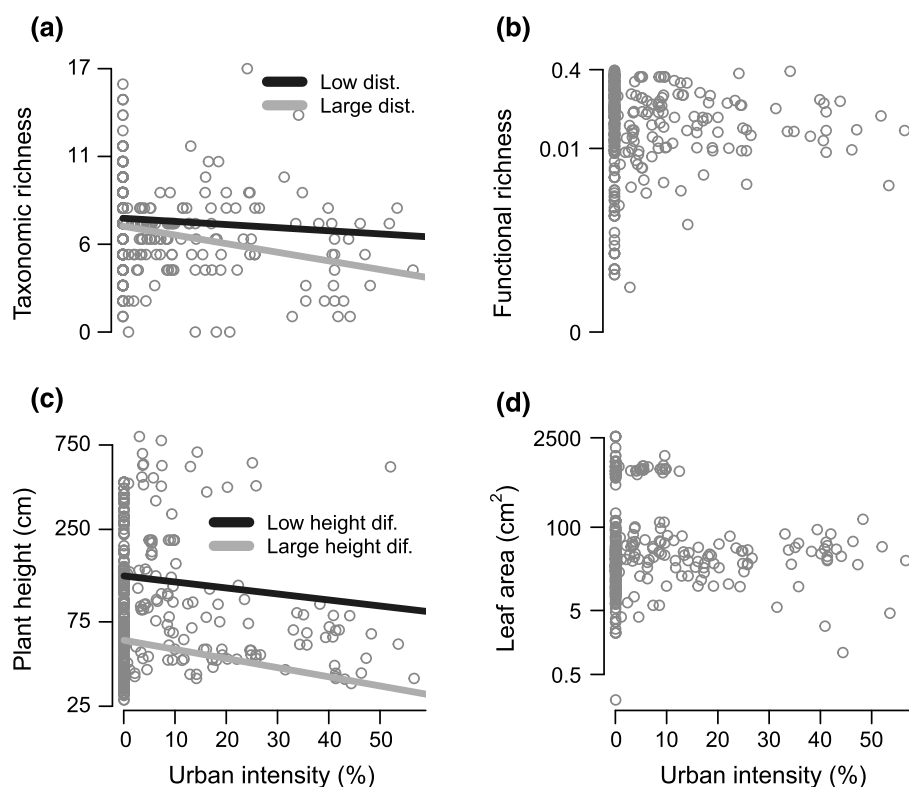 (a)
Taxonomic richness
17
11
6
0
Low dist.
Large dist.
(b)
Functional richness
0.4
0.01
0
(c)
Plant height (cm)
750
250
75
25
Low height dif.
Large height dif.
0 10 20 30 40 50
Urban intensity (%)
(d)
Leaf area (cm²)
2500
100
5
0.5
0 10 20 30 40 50
Urban intensity (%)